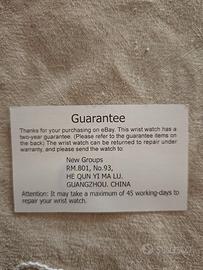 Guarantee
Thanks for your purchasing on eBay. This wrist watch has a
two-year guarantee. (Please refer to the guarantee items on
the back) The wrist watch can be returned to repair under
warranty, and please send the watch to:
New Groups
RM.801, No.93,
HE QUN YI MA LU.
GUANGZHOU. CHINA
Attention: It may take a maximum of 45 working-days to
repair your wrist watch.